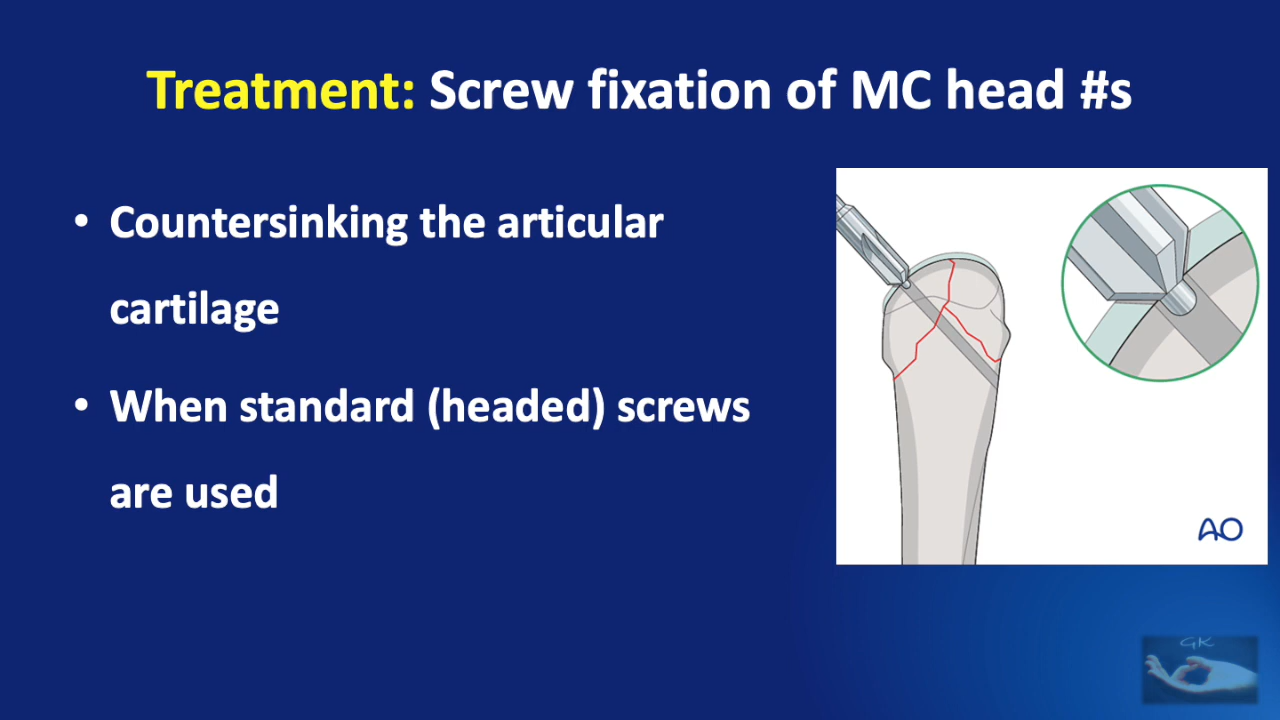 Treatment: Screw fixation of MC head #s
• Countersinking the articular
cartilage
• When standard (headed) screws
are used
AO
GK